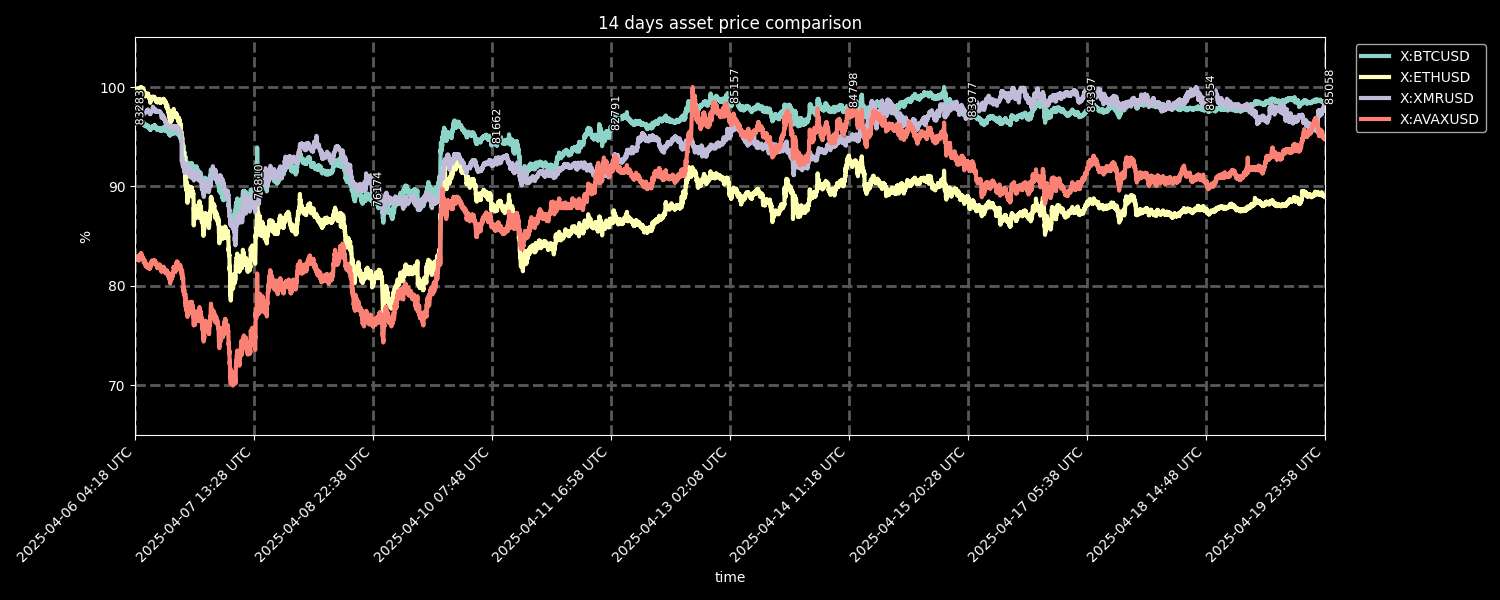 14 days asset price comparison
X:BTCUSD
X:ETHUSD
X:XMRUSD
X:AVAXUSD
%
100
90
80
70
83283
76810
76174
81662
82791
85157
84798
83977
84397
84554
85058
2025-04-06 04:18 UTC
2025-04-07 13:28 UTC
2025-04-08 22:38 UTC
2025-04-10 07:48 UTC
2025-04-11 16:58 UTC
2025-04-13 02:08 UTC
2025-04-14 11:18 UTC
2025-04-15 20:28 UTC
2025-04-17 05:38 UTC
2025-04-18 14:48 UTC
2025-04-19 23:58 UTC
time